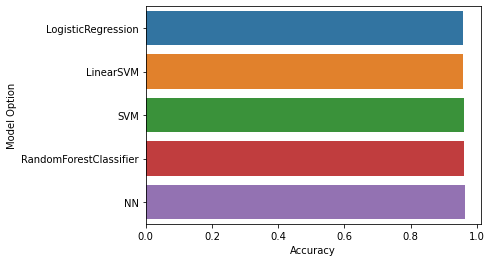 Model Option
LogisticRegression
LinearSVM
SVM
RandomForestClassifier
NN
0.0 0.2 0.4 0.6 0.8 1.0
Accuracy